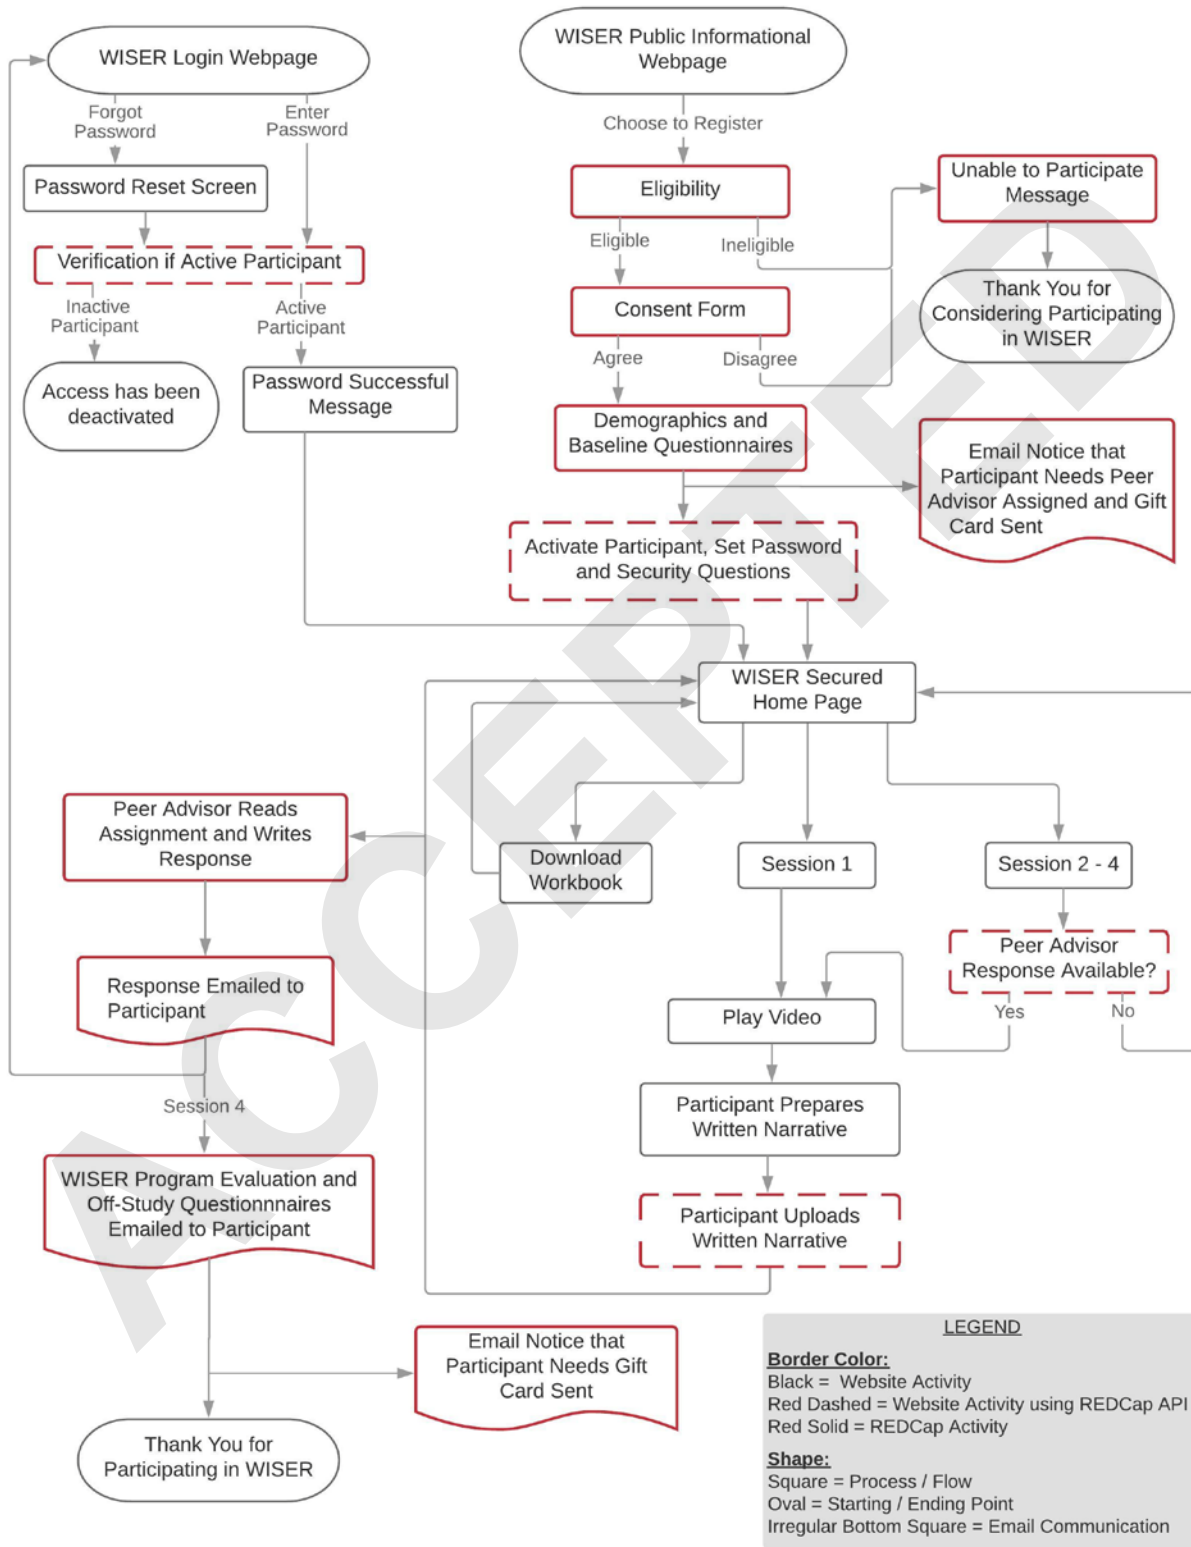 WISER Login Webpage
WISER Public Informational
Webpage
Forgot
Password
Enter
Password
Choose to Register
Password Reset Screen
Eligibility
Unable to Participate
Message
Eligible
Ineligible
Verification if Active Participant
Inactive
Participant
Active
Participant
Consent Form
Thank You for
Considering Participating
in WISER
Agree
Disagree
Access has been
deactivated
Password Successful
Message
Demographics and
Baseline Questionnaires
Email Notice that
Participant Needs Peer
Advisor Assigned and Gift
Card Sent
Activate Participant, Set Password
and Security Questions
WISER Secured
Home Page
Peer Advisor Reads
Assignment and Writes
Response
Download
Workbook
Session 1
Session 2 - 4
Peer Advisor
Response Available?
Response Emailed to
Participant
Play Video
Yes
No
Session 4
Participant Prepares
Written Narrative
WISER Program Evaluation and
Off-Study Questionnnaires
Emailed to Participant
Participant Uploads
Written Narrative
Email Notice that
Participant Needs Gift
Card Sent
Thank You for
Participating in WISER
LEGEND
Border Color:
Black = Website Activity
Red Dashed = Website Activity using REDCap API
Red Solid = REDCap Activity
Shape:
Square = Process / Flow
Oval = Starting / Ending Point
Irregular Bottom Square = Email Communication
ACCEPTED